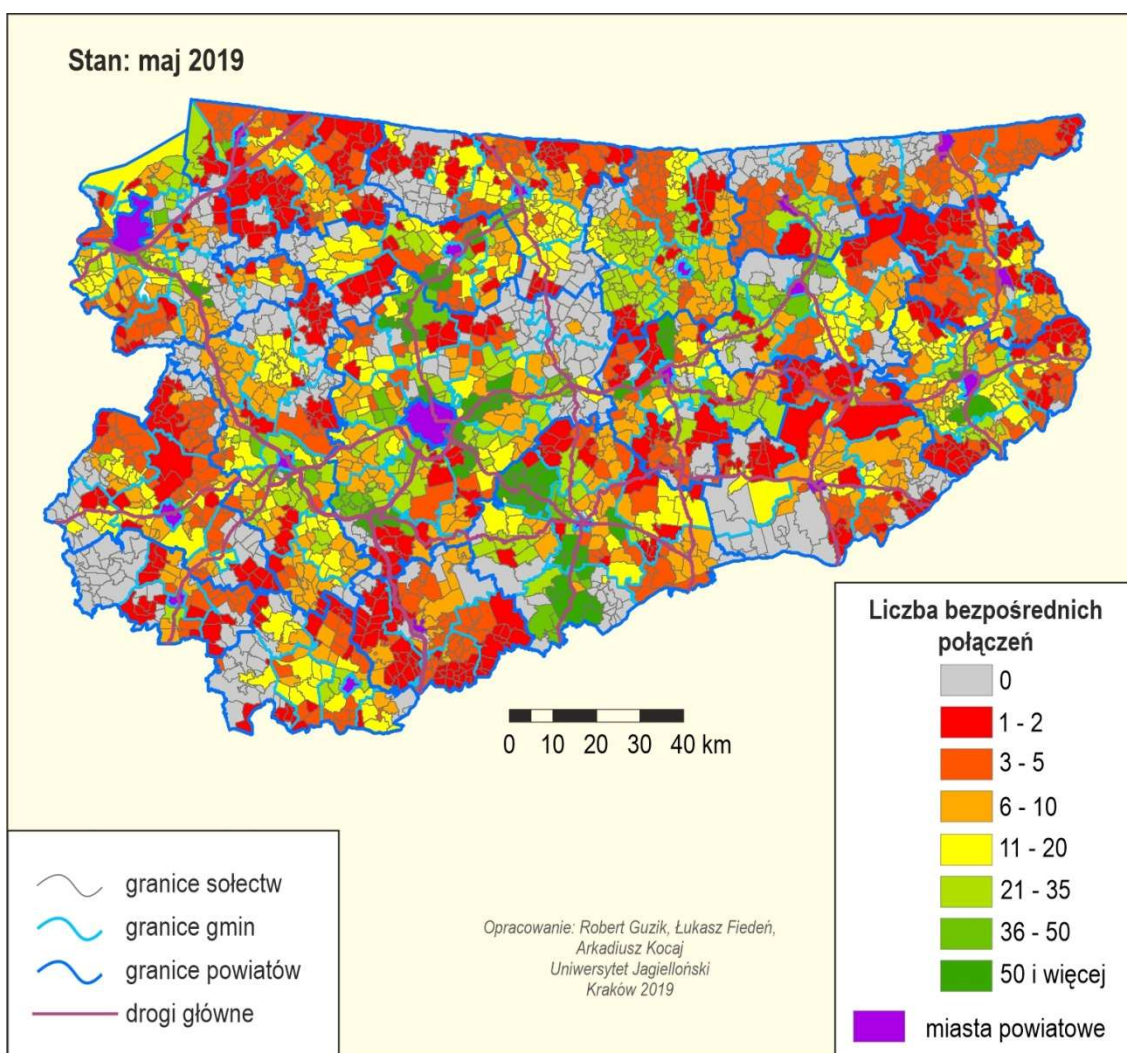 Stan: maj 2019
0 10 20 30 40 km
Liczba bezpośrednich
połączeń
0
1 - 2
3 - 5
6 - 10
11 - 20
21 - 35
36 - 50
50 i więcej
miasta powiatowe
granice sołectw
granice gmin
granice powiatów
drogi główne
Opracowanie: Robert Guzik, Łukasz Fiedeń,
Arkadiusz Kocaj
Uniwersytet Jagielloński
Kraków 2019